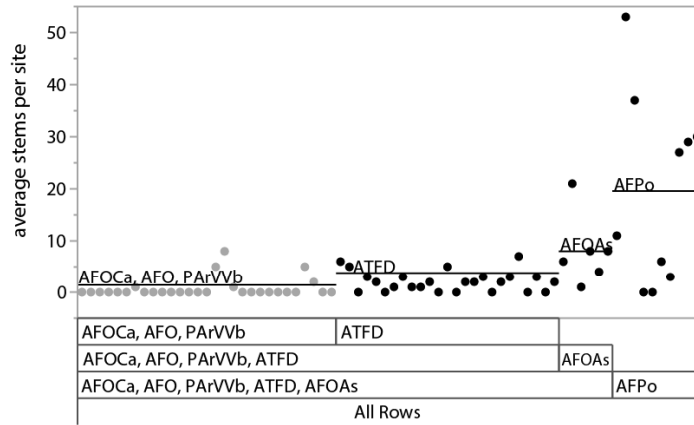 50
40
30
20
10
0
average stems per site
AFPo
AFOAs
ATFD
AFOCa, AFO, PArVVb
AFOCa, AFO, PArVVb ATFD
AFOCa, AFO, PArVVb, ATFD AFOAs
AFOCa, AFO, PArVVb, ATFD, AFOAs AFPo
All Rows